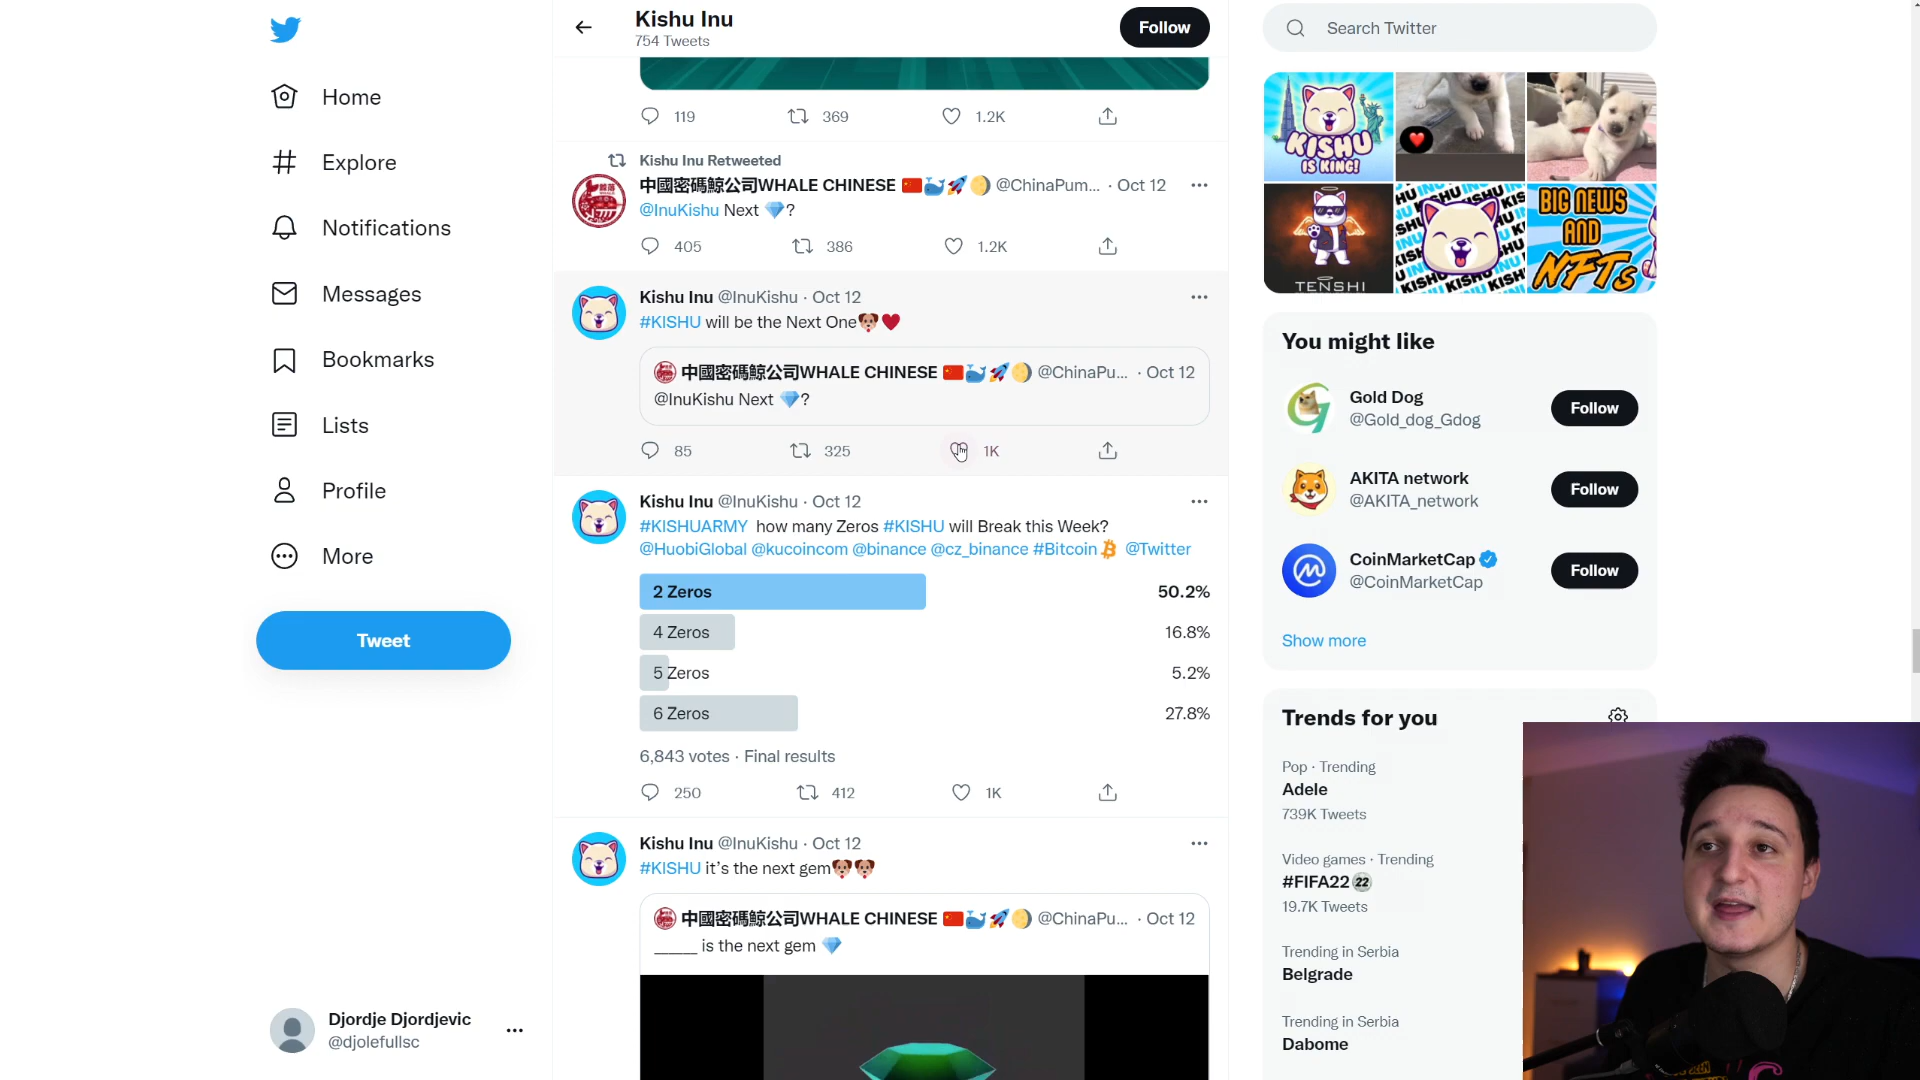 Home
Explore
Notifications
Messages
Bookmarks
Lists
Profile
More
Tweet
Djordje Djordjevic
@djolefullsc
Kishu Inu
754 Tweets
Follow
119 369 1.2K
Kishu Inu Retweeted
中國密碼鯨公司WHALE CHINESE 🇨🇳🐳🚀🌖 @ChinaPum... · Oct 12
@InuKishu Next 💎?
405 386 1.2K
Kishu Inu @InuKishu · Oct 12
#KISHU will be the Next One🐶♥️
中國密碼鯨公司WHALE CHINESE 🇨🇳🐳🚀🌖 @ChinaPu... · Oct 12
@InuKishu Next 💎?
85 325 1K
Kishu Inu @InuKishu · Oct 12
#KISHUARMY how many Zeros #KISHU will Break this Week?
@HuobiGlobal @kucoincom @binance @cz_binance #Bitcoin @Twitter
2 Zeros 50.2%
4 Zeros 16.8%
5 Zeros 5.2%
6 Zeros 27.8%
6,843 votes · Final results
250 412 1K
Kishu Inu @InuKishu · Oct 12
#KISHU it’s the next gem🐶🐶
中國密碼鯨公司WHALE CHINESE 🇨🇳🐳🚀🌖 @ChinaPu... · Oct 12
_____ is the next gem 💎
Search Twitter
KISHU
IS KING!
TENSHI
BIG NEWS
AND
NFTs
You might like
Gold Dog
@Gold_dog_Gdog
Follow
AKITA network
@AKITA_network
Follow
CoinMarketCap
@CoinMarketCap
Follow
Show more
Trends for you
Pop · Trending
Adele
739K Tweets
Video games · Trending
#FIFA22
19.7K Tweets
Trending in Serbia
Belgrade
Trending in Serbia
Dabome